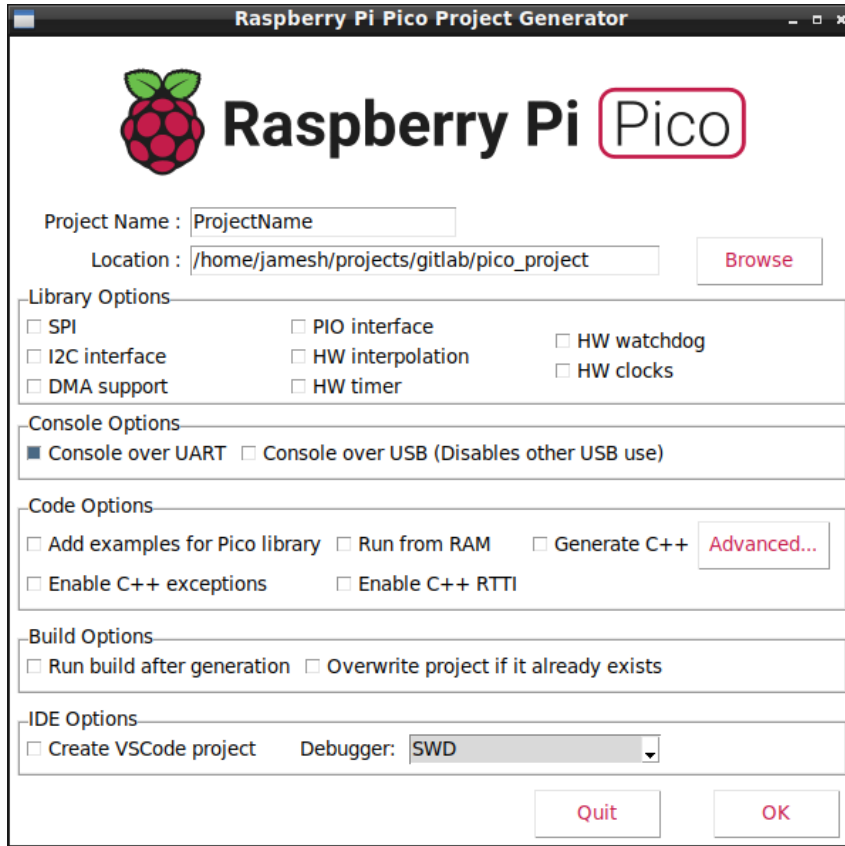 Raspberry Pi Pico Project Generator
Raspberry Pi Pico
Project Name : ProjectName
Location : /home/jamesh/projects/gitlab/pico_project Browse
Library Options
SPI PIO interface HW watchdog
I2C interface HW interpolation HW clocks
DMA support HW timer
Console Options
Console over UART Console over USB (Disables other USB use)
Code Options
Add examples for Pico library Run from RAM Generate C++ Advanced...
Enable C++ exceptions Enable C++ RTTI
Build Options
Run build after generation Overwrite project if it already exists
IDE Options
Create VSCode project Debugger: SWD
Quit OK